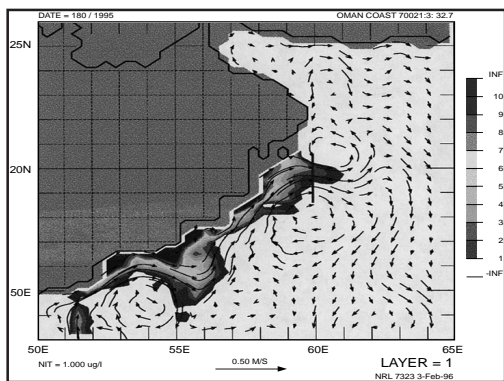 DATE = 180 / 1995 OMAN COAST 70021:3: 32.7
25N
20N
50E
INF
10
9
8
7
6
5
4
3
2
1
-INF
50E 55E 60E 65E
NIT = 1.000 ug/l 0.50 M/S LAYER = 1
NRL 7323 3-Feb-96